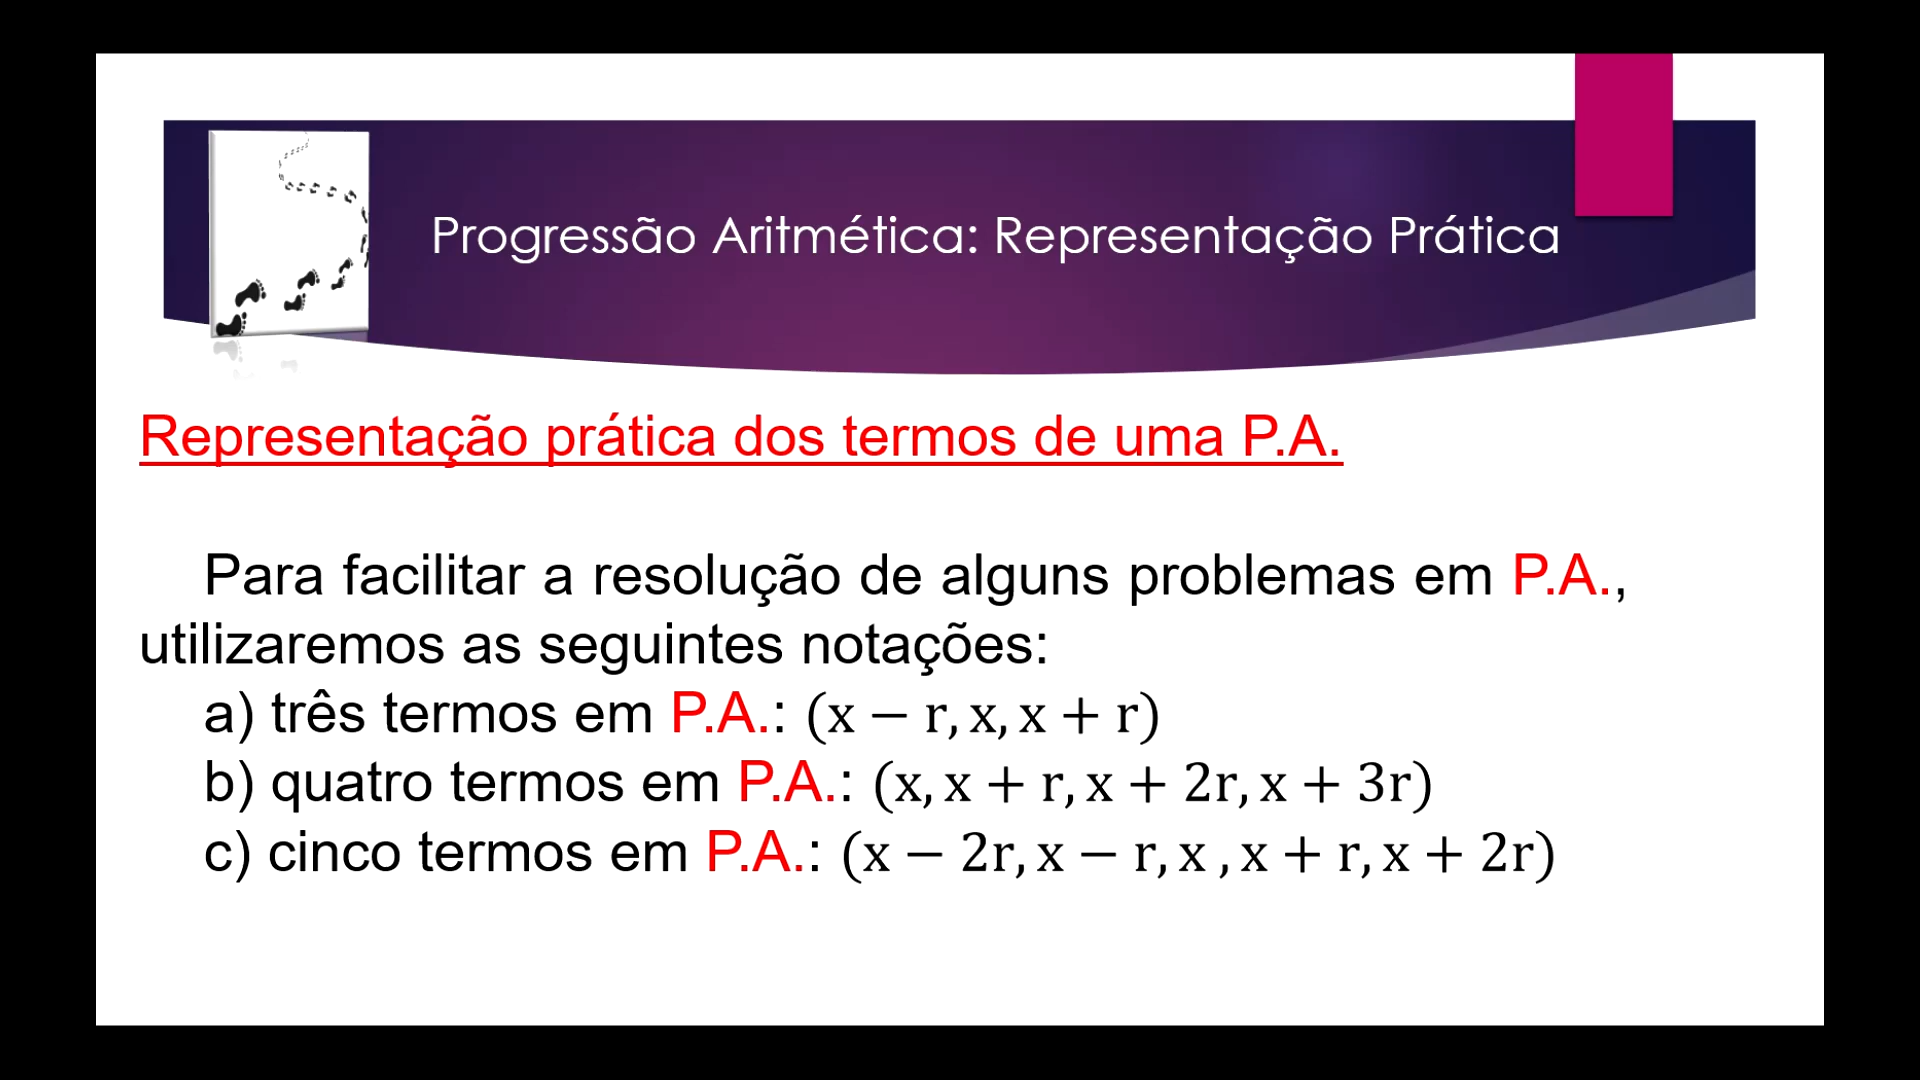 Progressão Aritmética: Representação Prática
Representação prática dos termos de uma P.A.
Para facilitar a resolução de alguns problemas em P.A.,
utilizaremos as seguintes notações:
a) três termos em P.A.: (x − r, x, x + r)
b) quatro termos em P.A.: (x, x + r, x + 2r, x + 3r)
c) cinco termos em P.A.: (x − 2r, x − r, x , x + r, x + 2r)